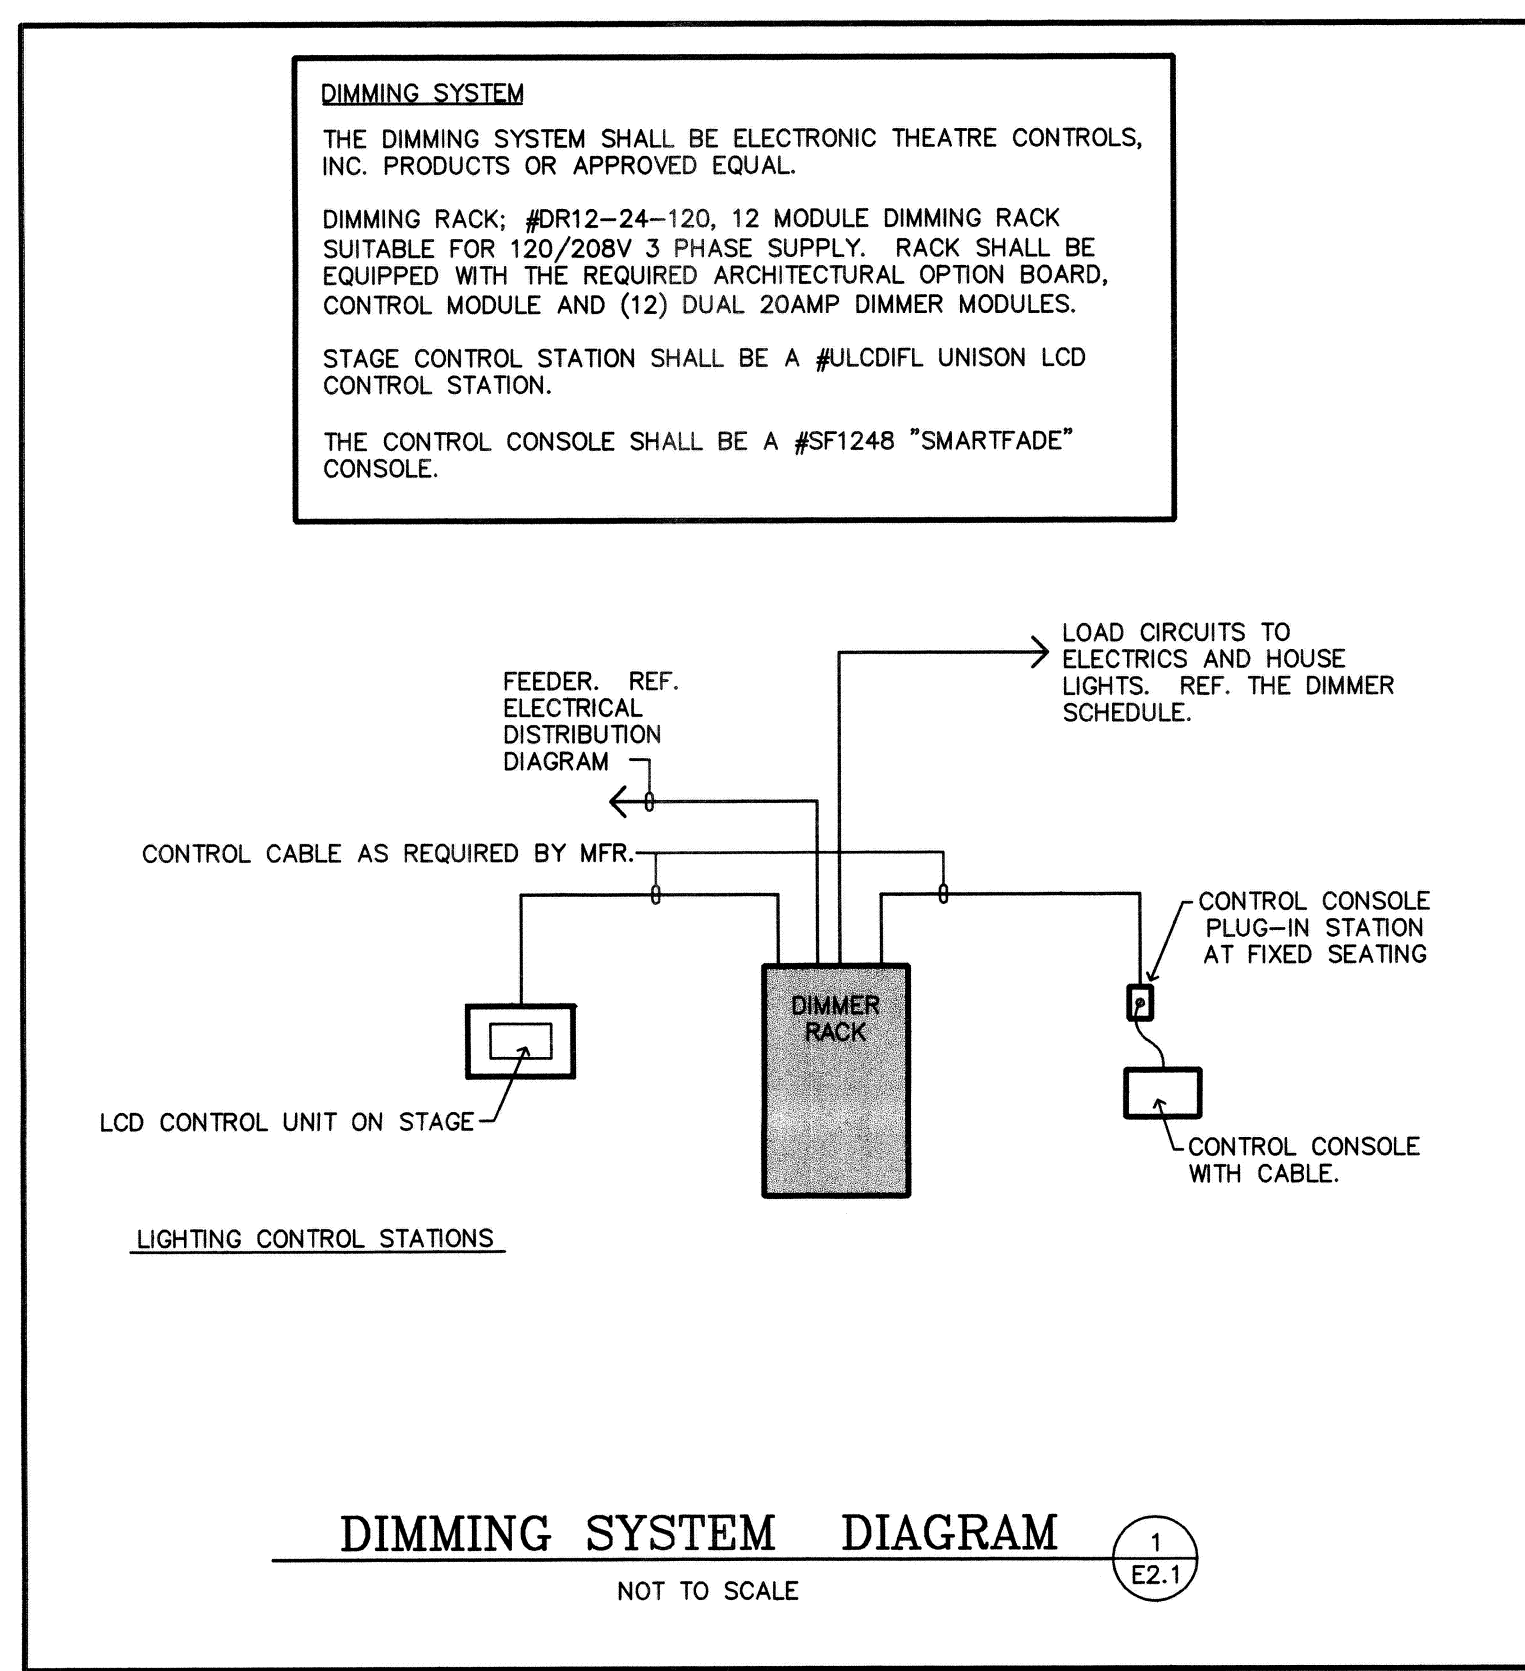 DIMMING SYSTEM
THE DIMMING SYSTEM SHALL BE ELECTRONIC THEATRE CONTROLS,
INC. PRODUCTS OR APPROVED EQUAL.
DIMMING RACK; #DR12-24-120, 12 MODULE DIMMING RACK
SUITABLE FOR 120/208V 3 PHASE SUPPLY. RACK SHALL BE
EQUIPPED WITH THE REQUIRED ARCHITECTURAL OPTION BOARD,
CONTROL MODULE AND (12) DUAL 20AMP DIMMER MODULES.
STAGE CONTROL STATION SHALL BE A #ULCDIFL UNISON LCD
CONTROL STATION.
THE CONTROL CONSOLE SHALL BE A #SF1248 "SMARTFADE"
CONSOLE.
LOAD CIRCUITS TO
ELECTRICS AND HOUSE
LIGHTS. REF. THE DIMMER
SCHEDULE.
FEEDER. REF.
ELECTRICAL
DISTRIBUTION
DIAGRAM
CONTROL CABLE AS REQUIRED BY MFR.
CONTROL CONSOLE
PLUG-IN STATION
AT FIXED SEATING
DIMMER
RACK
LCD CONTROL UNIT ON STAGE
CONTROL CONSOLE
WITH CABLE.
LIGHTING CONTROL STATIONS
DIMMING SYSTEM DIAGRAM
1
E2.1
NOT TO SCALE